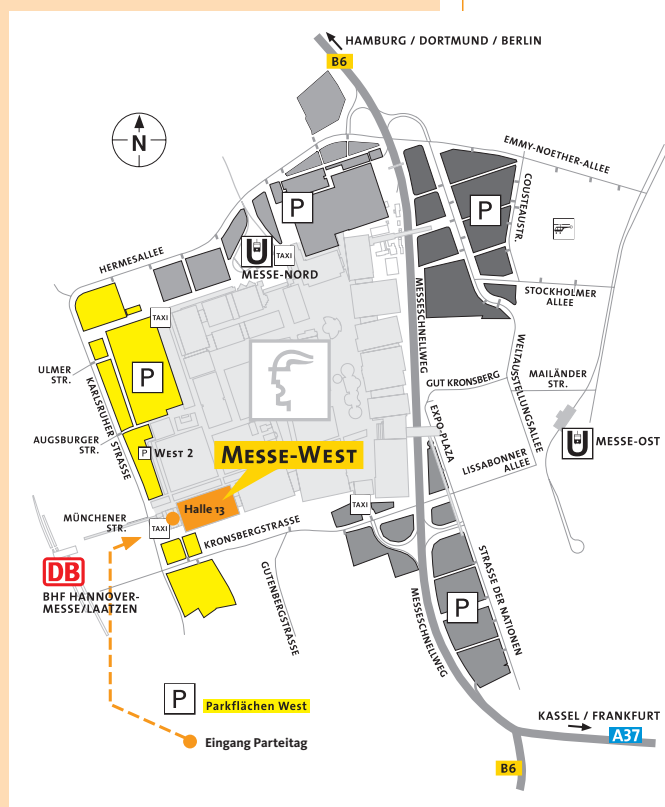 HAMBURG / DORTMUND / BERLIN
B6
N
EMMY-NOETHER-ALLEE
COUSTEAUSTR.
P
P
HERMESALLEE
U
TAXI
MESSE-NORD
STOCKHOLMER
ALLEE
TAXI
MESSESCHNELLWEG
WELTAUSSTELLUNGSALLEE
ULMER
STR.
P
KARLSRUHER STRASSE
GUT KRONSBERG
MAILÄNDER
STR.
EXPO-PLAZA
AUGSBURGER
STR.
P WEST 2
MESSE-WEST
LISSABONNER
ALLEE
U
MESSE-OST
Halle 13
TAXI
MÜNCHENER
STR.
TAXI
KRONSBERGSTRASSE
DB
BHF HANNOVER-
MESSE/LAATZEN
GUTENBERGSTRASSE
STRASSE DER NATIONEN
MESSESCHNELLWEG
P
P
Parkflächen West
Eingang Parteitag
KASSEL / FRANKFURT
A37
B6